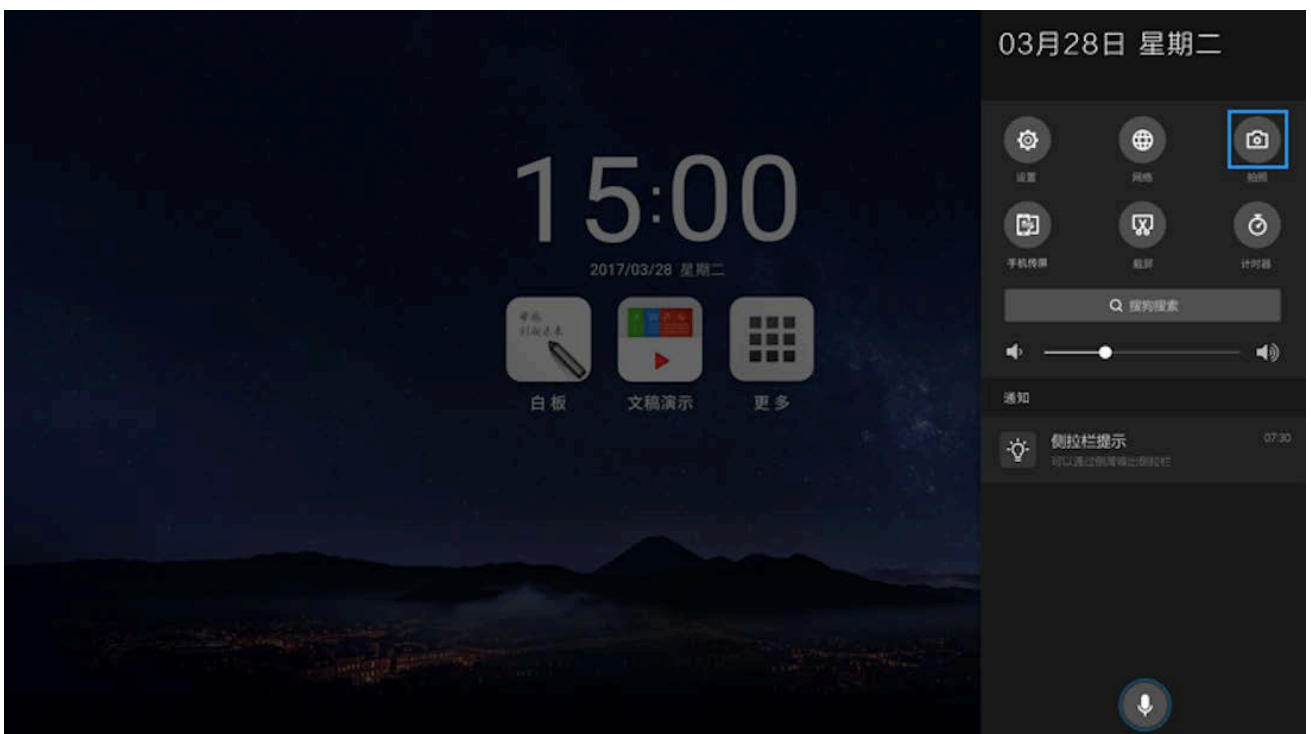 03月28日 星期二
设置
网络
拍照
手机传屏
截屏
计时器
搜狗搜索
通知
侧拉栏提示
07:30
可以通过侧滑唤出侧拉栏
15:00
2017/03/28 星期二
白板
文稿演示
更多